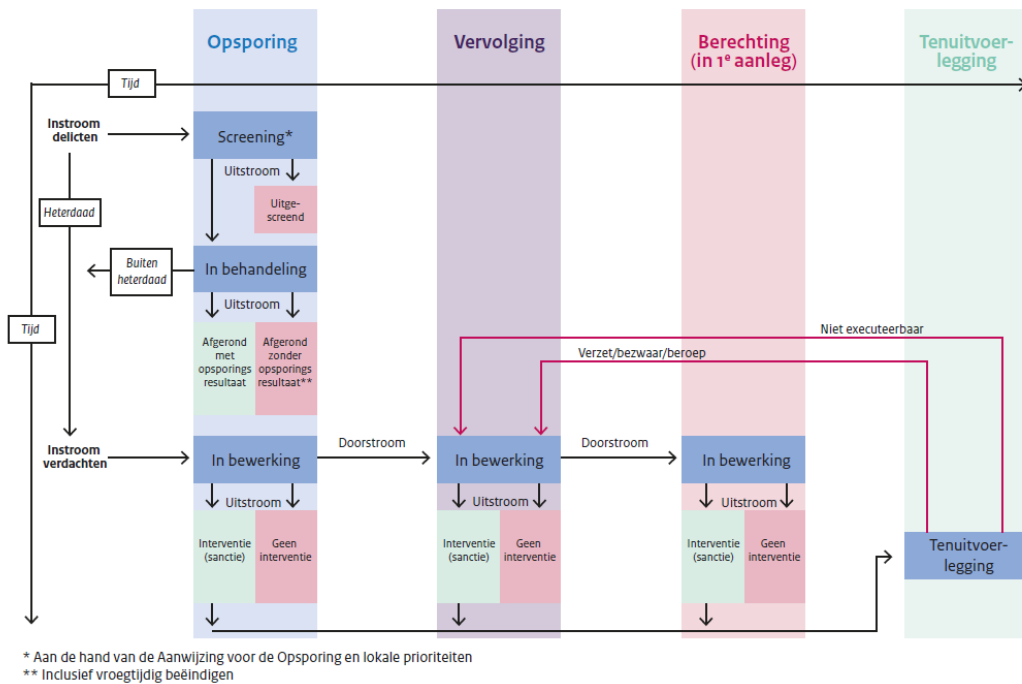 Opsporing
Vervolging
Berechting
(in 1e aanleg)
Tenuitvoer-
legging
Tijd
Instroom
delicten
Screening*
Uitstroom
Uitge-
screend
Heterdaad
Buiten
heterdaad
In behandeling
Uitstroom
Tijd
Afgerond
met
opsporings
resultaat
Afgerond
zonder
opsporings
resultaat**
Niet executeerbaar
Verzet/bezwaar/beroep
Instroom
verdachten
In bewerking
Doorstroom
In bewerking
Doorstroom
In bewerking
Uitstroom
Uitstroom
Uitstroom
Interventie
(sanctie)
Geen
interventie
Interventie
(sanctie)
Geen
interventie
Interventie
(sanctie)
Geen
interventie
Tenuitvoer-
legging
* Aan de hand van de Aanwijzing voor de Opsporing en lokale prioriteiten
** Inclusief vroegtijdig beëindigen